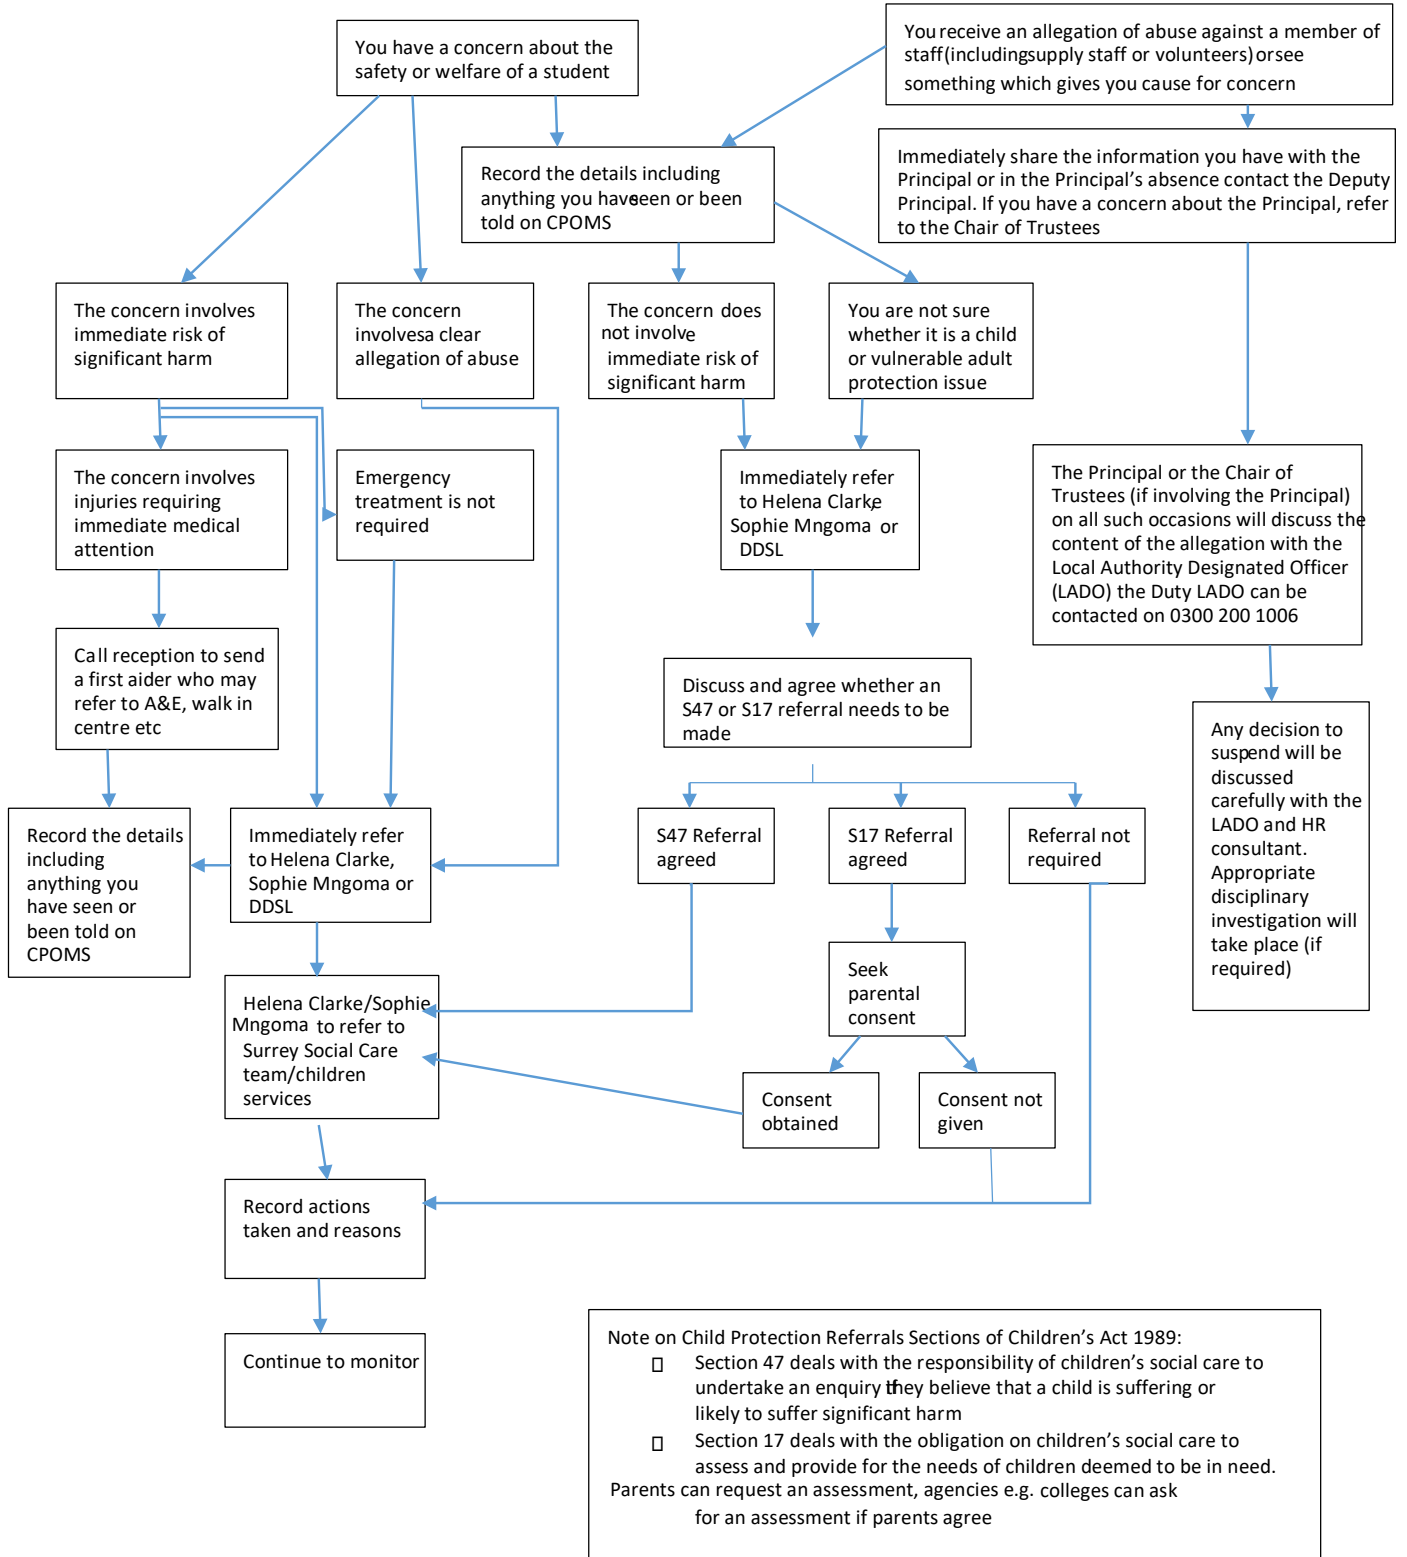 You have a concern about the
safety or welfare of a student
You receive an allegation of abuse against a member of
staff (including supply staff or volunteers) or see
something which gives you cause for concern
Record the details including
anything you have seen or been
told on CPOMS
Immediately share the information you have with the
Principal or in the Principal’s absence contact the Deputy
Principal. If you have a concern about the Principal, refer
to the Chair of Trustees
The concern involves
immediate risk of
significant harm
The concern
involves a clear
allegation of abuse
The concern does
not involve
immediate risk of
significant harm
You are not sure
whether it is a child
or vulnerable adult
protection issue
The concern involves
injuries requiring
immediate medical
attention
Emergency
treatment is not
required
Immediately refer
to Helena Clarke,
Sophie Mngoma or
DDSL
The Principal or the Chair of
Trustees (if involving the Principal)
on all such occasions will discuss the
content of the allegation with the
Local Authority Designated Officer
(LADO) the Duty LADO can be
contacted on 0300 200 1006
Call reception to send
a first aider who may
refer to A&E, walk in
centre etc
Discuss and agree whether an
S47 or S17 referral needs to be
made
Any decision to
suspend will be
discussed
carefully with the
LADO and HR
consultant.
Appropriate
disciplinary
investigation will
take place (if
required)
Record the details
including
anything you
have seen or
been told on
CPOMS
Immediately refer
to Helena Clarke,
Sophie Mngoma or
DDSL
S47 Referral
agreed
S17 Referral
agreed
Referral not
required
Seek
parental
consent
Helena Clarke/Sophie
Mngoma to refer to
Surrey Social Care
team/children
services
Consent
obtained
Consent not
given
Record actions
taken and reasons
Continue to monitor
Note on Child Protection Referrals Sections of Children’s Act 1989:
Section 47 deals with the responsibility of children’s social care to
undertake an enquiry if they believe that a child is suffering or
likely to suffer significant harm
Section 17 deals with the obligation on children’s social care to
assess and provide for the needs of children deemed to be in need.
Parents can request an assessment, agencies e.g. colleges can ask
for an assessment if parents agree